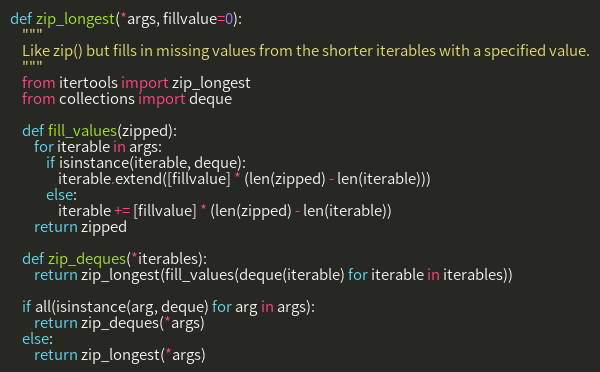 def zip_longest(*args, fillvalue=0):
    """
    Like zip() but fills in missing values from the shorter iterables with a specified value.
    """
    from itertools import zip_longest
    from collections import deque

    def fill_values(zipped):
        for iterable in args:
            if isinstance(iterable, deque):
                iterable.extend([fillvalue] * (len(zipped) - len(iterable)))
            else:
                iterable += [fillvalue] * (len(zipped) - len(iterable))
        return zipped

    def zip_deques(*iterables):
        return zip_longest(fill_values(deque(iterable) for iterable in iterables))

    if all(isinstance(arg, deque) for arg in args):
        return zip_deques(*args)
    else:
        return zip_longest(*args)